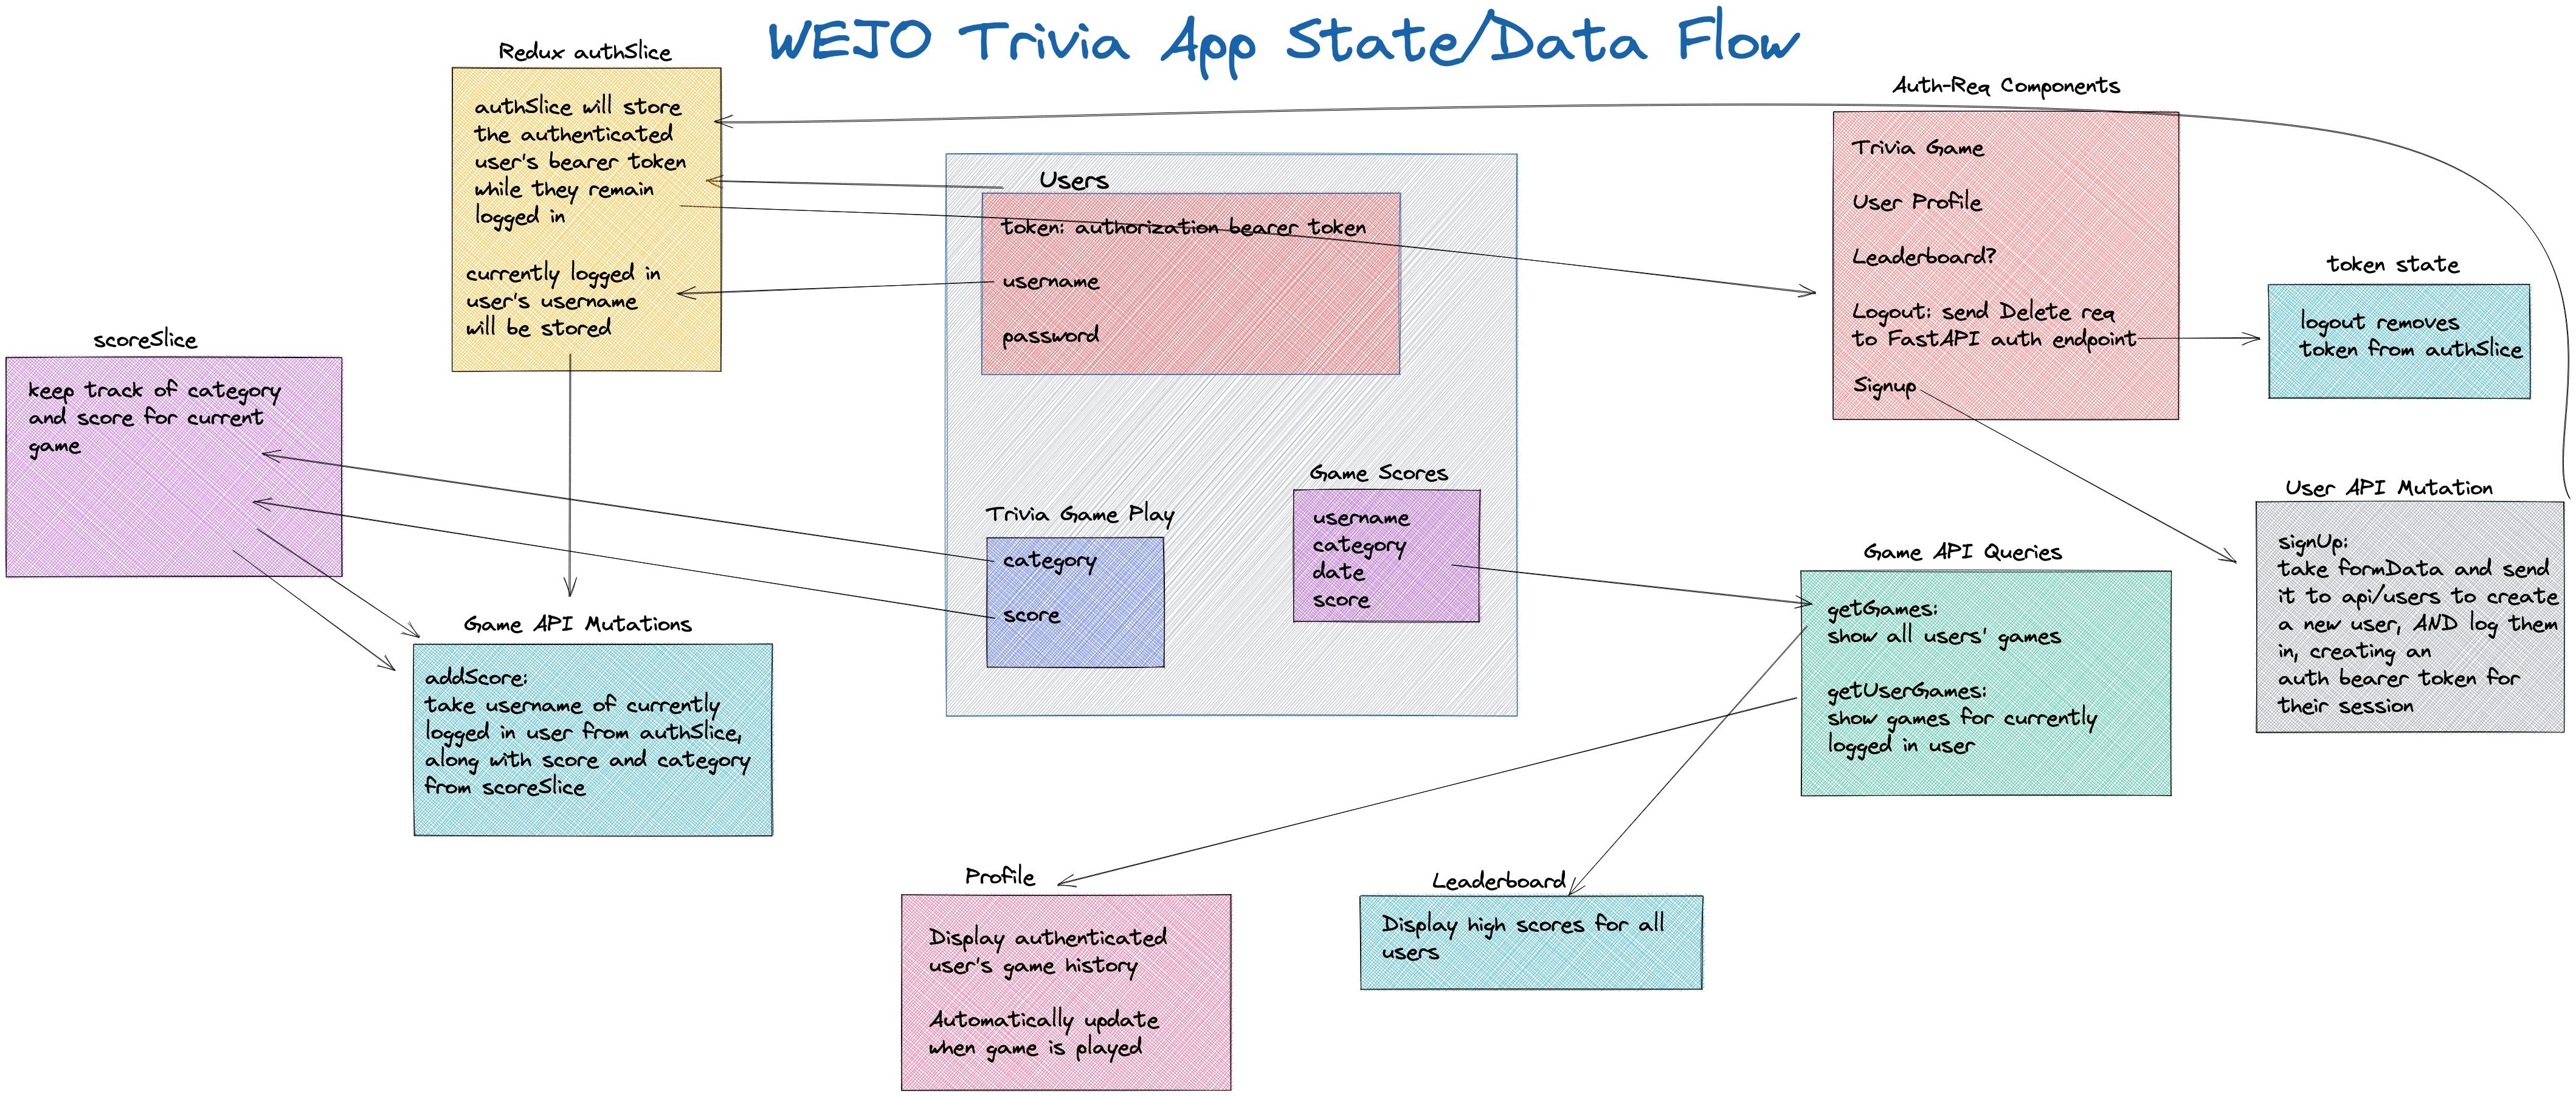 WEJO Trivia App State/Data Flow
Redux authSlice
authSlice will store
the authenticated
user's bearer token
while they remain
logged in
currently logged in
user's username
will be stored
scoreSlice
keep track of category
and score for current
game
Game API Mutations
addScore:
take username of currently
logged in user from authSlice,
along with score and category
from scoreSlice
Users
token: authorization bearer token
username
password
Trivia Game Play
category
score
Game Scores
username
category
date
score
Auth-Req Components
Trivia Game
User Profile
Leaderboard?
Logout: send Delete req
to FastAPI auth endpoint
Signup
token state
logout removes
token from authSlice
User API Mutation
signUp:
take formData and send
it to api/users to create
a new user, AND log them
in, creating an
auth bearer token for
their session
Game API Queries
getGames:
show all users' games
getUserGames:
show games for currently
logged in user
Profile
Display authenticated
user's game history
Automatically update
when game is played
Leaderboard
Display high scores for all
users